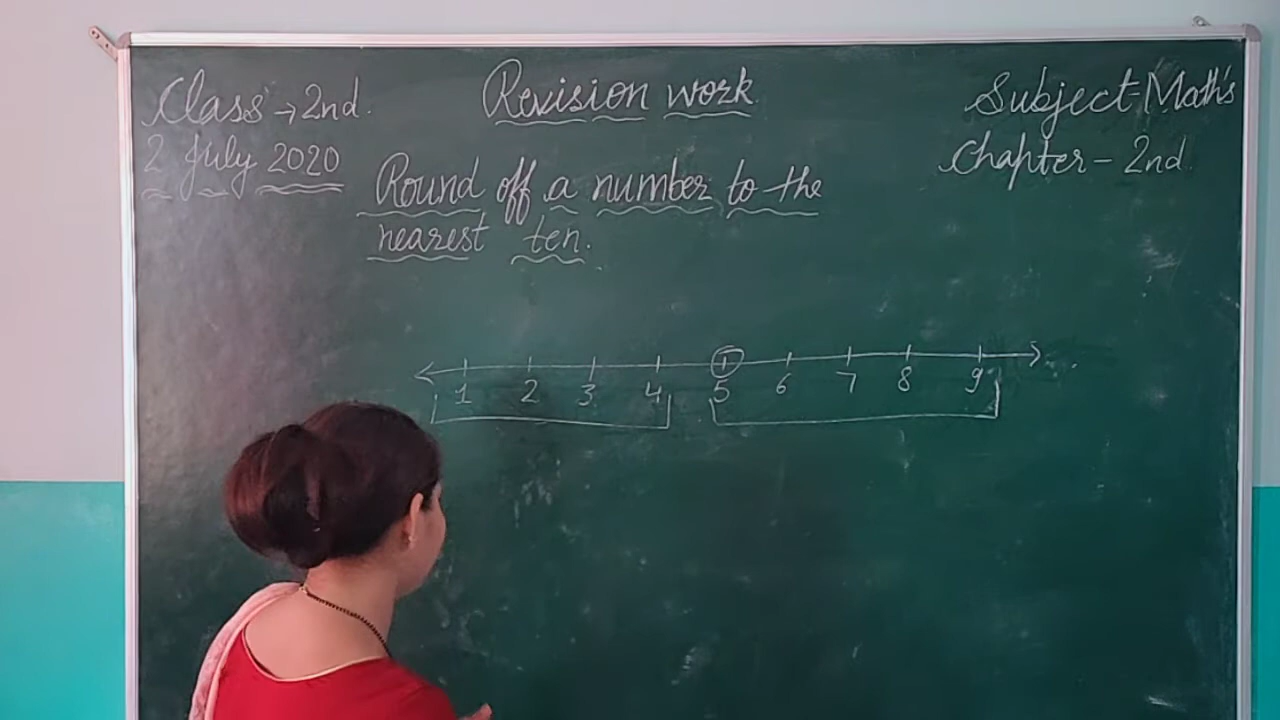 Class → 2nd.
Revision work
Subject-Math's
2 July 2020
Chapter - 2nd
Round off a number to the
nearest ten.
1 2 3 4 5 6 7 8 9